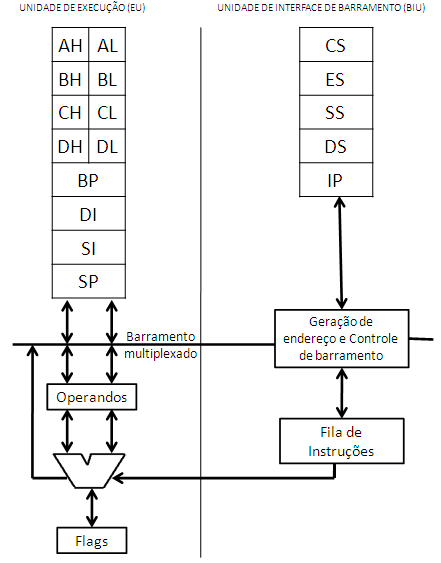 UNIDADE DE EXECUÇÃO (EU)
UNIDADE DE INTERFACE DE BARRAMENTO (BIU)
AH AL
BH BL
CH CL
DH DL
BP
DI
SI
SP
CS
ES
SS
DS
IP
Barramento
multiplexado
Geração de
endereço e Controle
de barramento
Operandos
Fila de
Instruções
Flags